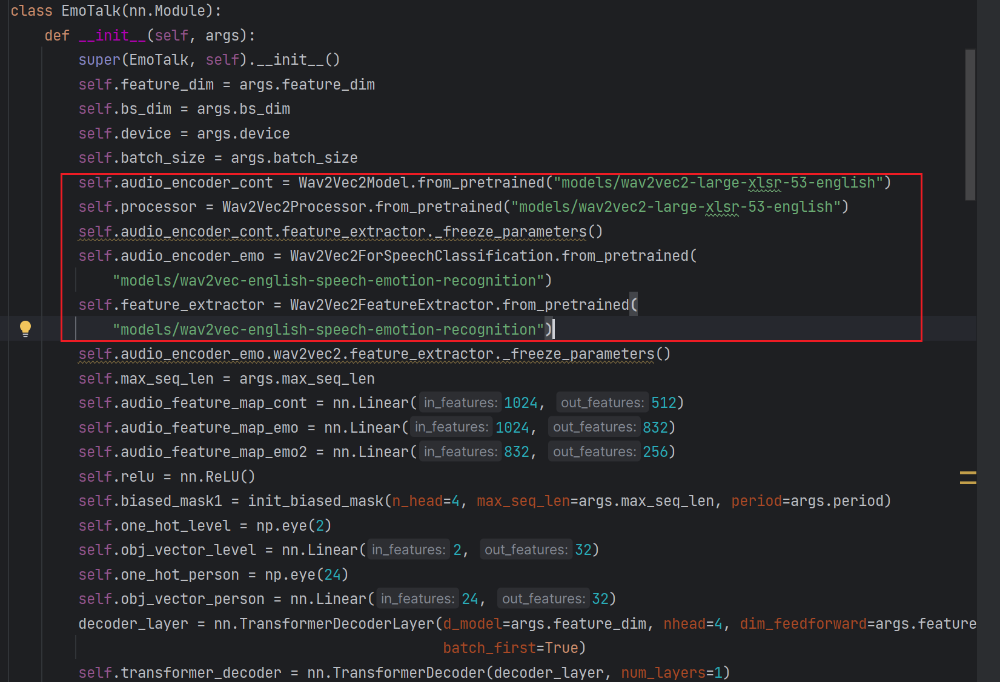 class EmoTalk(nn.Module):
def __init__(self, args):
super(EmoTalk, self).__init__()
self.feature_dim = args.feature_dim
self.bs_dim = args.bs_dim
self.device = args.device
self.batch_size = args.batch_size
self.audio_encoder_cont = Wav2Vec2Model.from_pretrained("models/wav2vec2-large-xlsr-53-english")
self.processor = Wav2Vec2Processor.from_pretrained("models/wav2vec2-large-xlsr-53-english")
self.audio_encoder_cont.feature_extractor._freeze_parameters()
self.audio_encoder_emo = Wav2Vec2ForSpeechClassification.from_pretrained(
"models/wav2vec-english-speech-emotion-recognition")
self.feature_extractor = Wav2Vec2FeatureExtractor.from_pretrained(
"models/wav2vec-english-speech-emotion-recognition")
self.audio_encoder_emo.wav2vec2.feature_extractor._freeze_parameters()
self.max_seq_len = args.max_seq_len
self.audio_feature_map_cont = nn.Linear(in_features: 1024, out_features: 512)
self.audio_feature_map_emo = nn.Linear(in_features: 1024, out_features: 832)
self.audio_feature_map_emo2 = nn.Linear(in_features: 832, out_features: 256)
self.relu = nn.ReLU()
self.biased_mask1 = init_biased_mask(n_head=4, max_seq_len=args.max_seq_len, period=args.period)
self.one_hot_level = np.eye(2)
self.obj_vector_level = nn.Linear(in_features: 2, out_features: 32)
self.one_hot_person = np.eye(24)
self.obj_vector_person = nn.Linear(in_features: 24, out_features: 32)
decoder_layer = nn.TransformerDecoderLayer(d_model=args.feature_dim, nhead=4, dim_feedforward=args.feature
batch_first=True)
self.transformer_decoder = nn.TransformerDecoder(decoder_layer, num_layers=1)